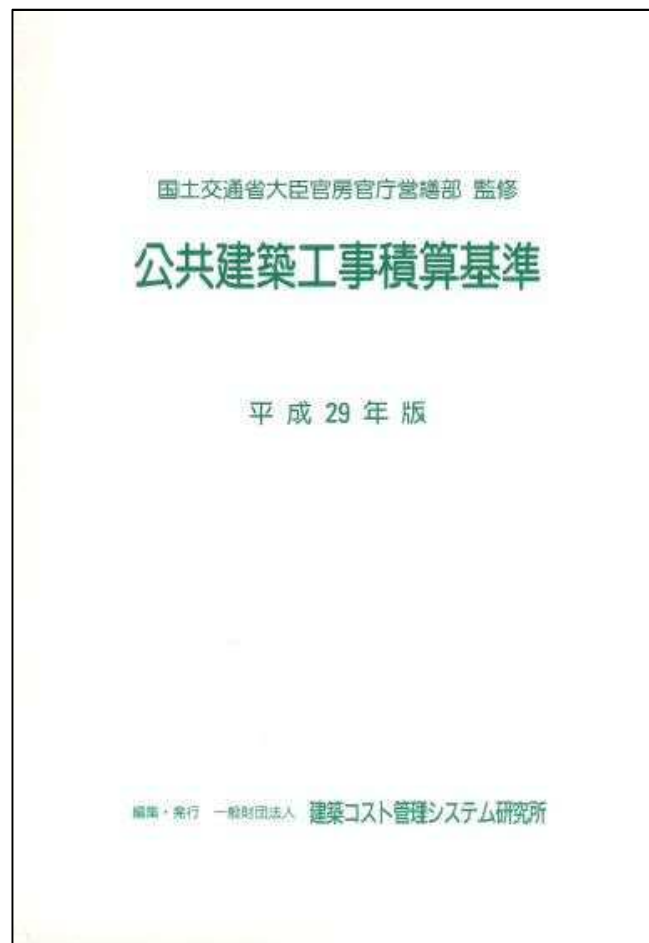 国土交通省大臣官房官庁営繕部 監修
公共建築工事積算基準
平成29年版
編集・発行 一般財団法人 建築コスト管理システム研究所